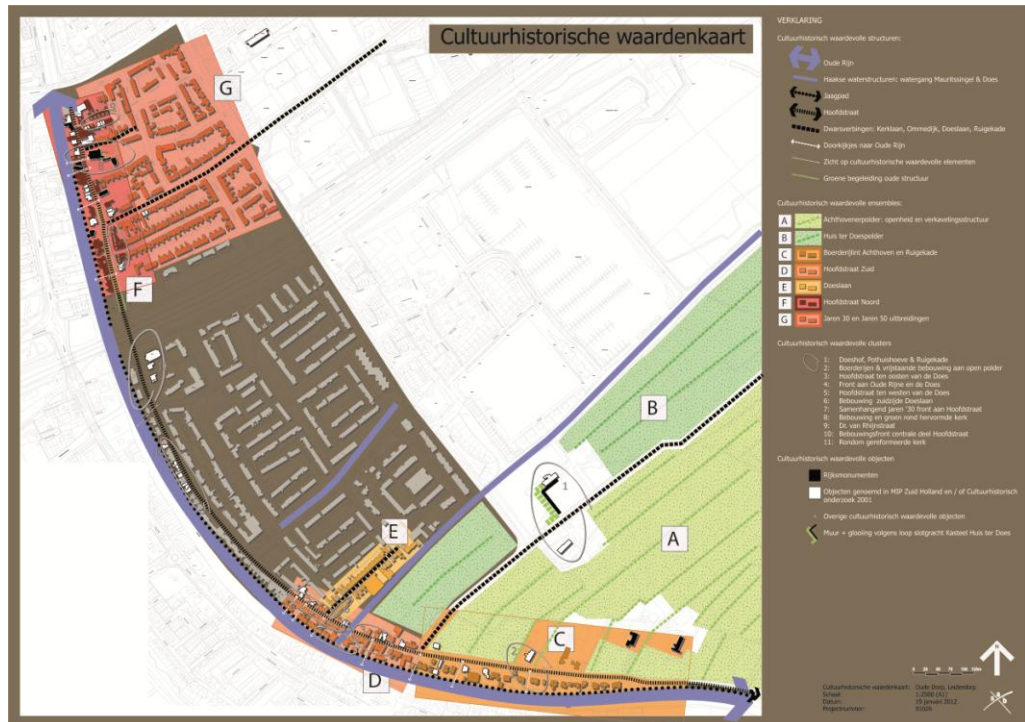 Cultuurhistorische waardenkaart
G
F
E
D
C
B
A
1
2
VERKLARING
Cultuurhistorisch waardevolle structuren:
Oude Rijn
Haakse waterstructuren: watergang Mauritssingel & Does
Jaagpad
Hoofdstraat
Dwarsverbingen: Kerklaan, Ommedijk, Doeslaan, Ruigekade
Doorkijkjes naar Oude Rijn
Zicht op cultuurhistorische waardevolle elementen
Groene begeleiding oude structuur
Cultuurhistorisch waardevolle ensembles:
A Achthovenerpolder: openheid en verkavelingsstructuur
B Huis ter Doespolder
C Boerderijlint Achthoven en Ruigekade
D Hoofdstraat Zuid
E Doeslaan
F Hoofdstraat Noord
G Jaren 30 en Jaren 50 uitbreidingen
Cultuurhistorisch waardevolle clusters
1: Doeshof, Pothuishoeve & Ruigekade
2: Boerderijen & vrijstaande bebouwing aan open polder
3: Hoofdstraat ten oosten van de Does
4: Front aan Oude Rijne en de Does
5: Hoofdstraat ten westen van de Does
6: Bebouwing zuidzijde Doeslaan
7: Samenhangend jaren '30 front aan Hoofdstraat
8: Bebouwing en groen rond hervormde kerk
9: Dr. van Rhijnstraat
10: Bebouwingsfront centrale deel Hoofdstraat
11: Rondom gereformeerde kerk
Cultuurhistorisch waardevolle objecten
Rijksmonumenten
Objecten genoemd in MIP Zuid Holland en / of Cultuurhistorisch
onderzoek 2001
Overige cultuurhistorisch waardevolle objecten
Muur + glooiing volgens loop slotgracht Kasteel Huis ter Does
Cultuurhistorische waardenkaart: Oude Dorp, Leiderdorp
Schaal: 1:2500 (A1)
Datum: 19 januari 2012
Projectnummer: